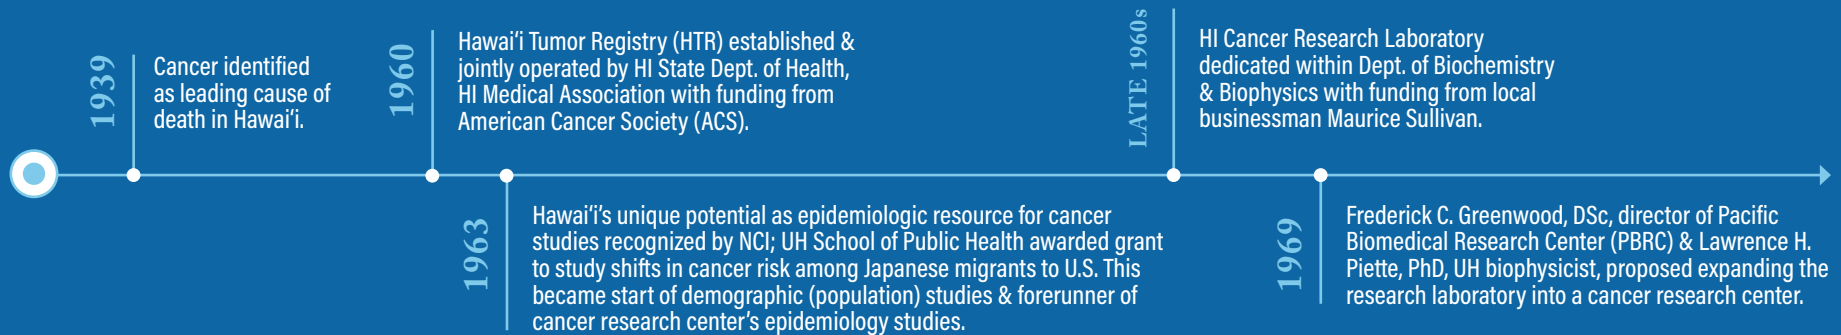 1939
Cancer identified
as leading cause of
death in Hawai‘i.
1960
Hawai‘i Tumor Registry (HTR) established &
jointly operated by HI State Dept. of Health,
HI Medical Association with funding from
American Cancer Society (ACS).
1963
Hawai‘i’s unique potential as epidemiologic resource for cancer
studies recognized by NCI; UH School of Public Health awarded grant
to study shifts in cancer risk among Japanese migrants to U.S. This
became start of demographic (population) studies & forerunner of
cancer research center’s epidemiology studies.
LATE 1960s
HI Cancer Research Laboratory
dedicated within Dept. of Biochemistry
& Biophysics with funding from local
businessman Maurice Sullivan.
1969
Frederick C. Greenwood, DSc, director of Pacific
Biomedical Research Center (PBRC) & Lawrence H.
Piette, PhD, UH biophysicist, proposed expanding the
research laboratory into a cancer research center.